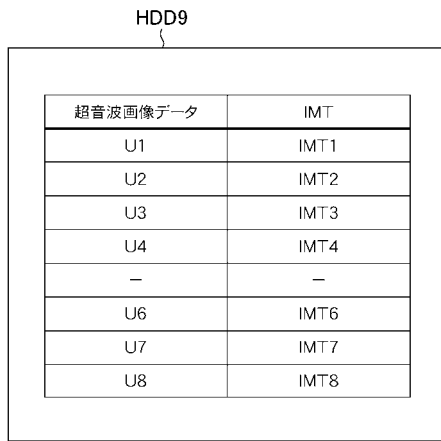 HDD9
超音波画像データ IMT
U1 IMT1
U2 IMT2
U3 IMT3
U4 IMT4
− −
U6 IMT6
U7 IMT7
U8 IMT8